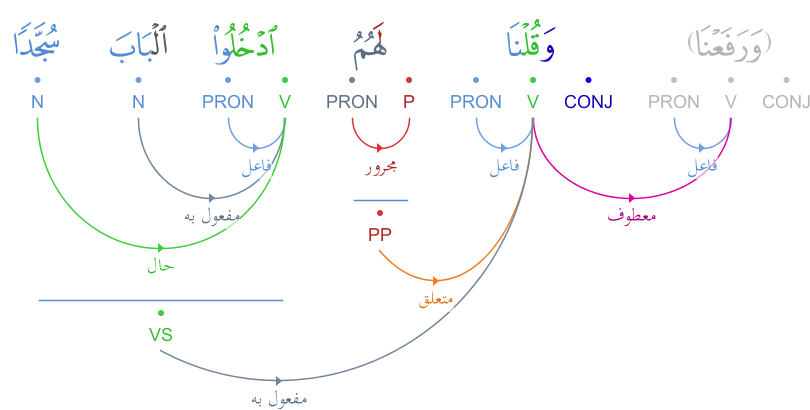 (وَرَفَعْنَا) وَقُلْنَا لَهُمُ ٱدْخُلُوا۟ ٱلْبَابَ سُجَّدًا
CONJ V PRON CONJ V PRON P PRON V PRON N N
فاعل فاعل مجرور فاعل
معطوف مفعول به
PP
حال
متعلق
VS
مفعول به